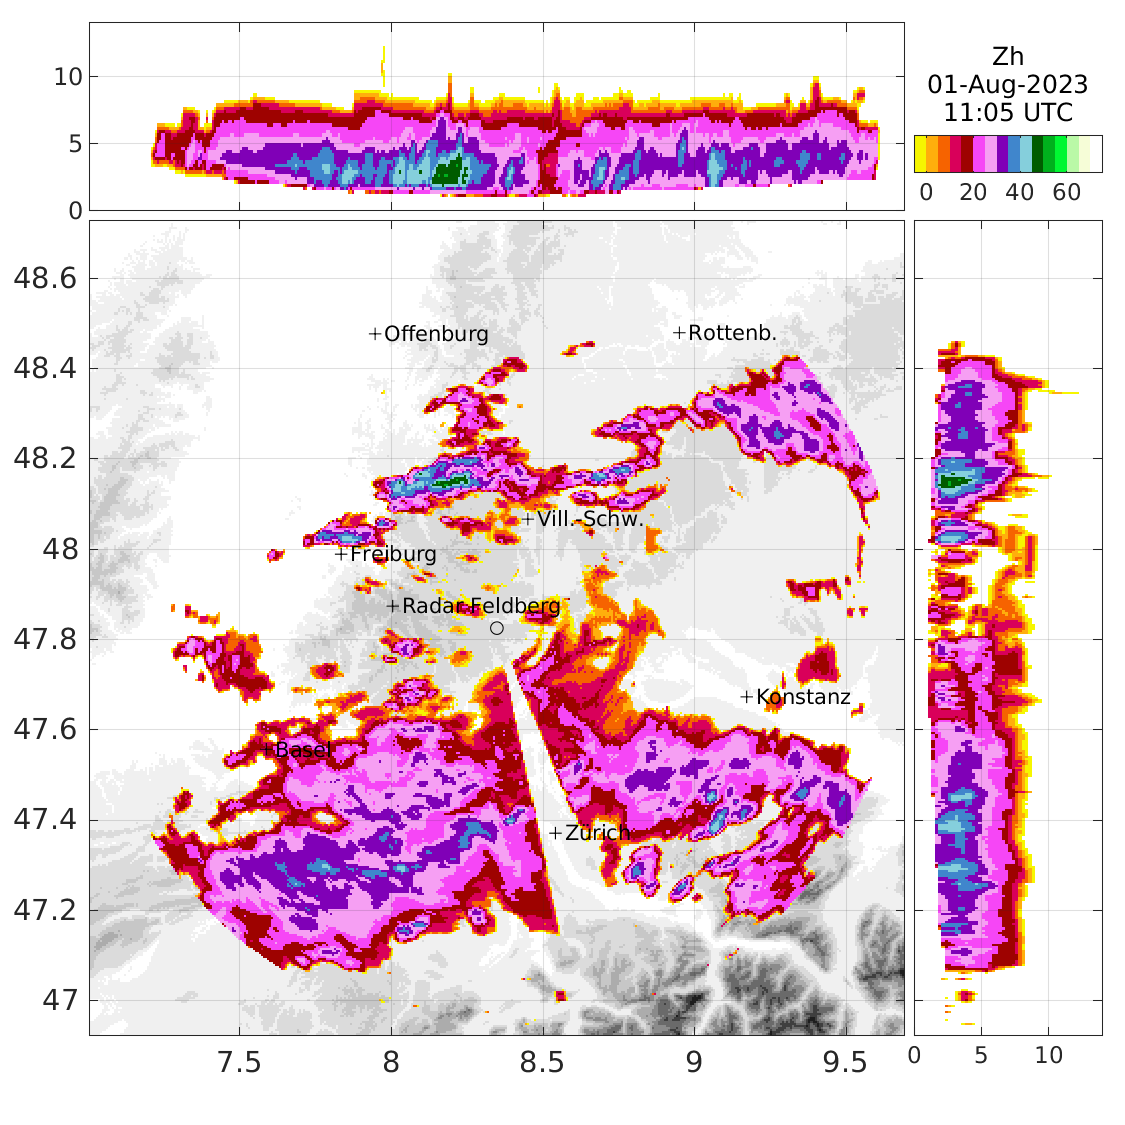 10
5
0
Zh
01-Aug-2023
11:05 UTC
0 20 40 60
48.6
48.4
48.2
48
47.8
47.6
47.4
47.2
47
+Offenburg
+Rottenb.
+Vill.-Schw.
+Freiburg
+Radar-Feldberg
+Konstanz
+Basel
+Zürich
7.5 8 8.5 9 9.5
0 5 10